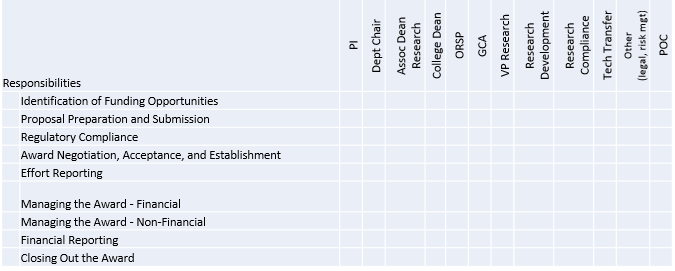 Responsibilities
PI
Dept Chair
Assoc Dean
Research
College Dean
ORSP
GCA
VP Research
Research
Development
Research
Compliance
Tech Transfer
Other
(legal, risk mgt)
POC
Identification of Funding Opportunities
Proposal Preparation and Submission
Regulatory Compliance
Award Negotiation, Acceptance, and Establishment
Effort Reporting
Managing the Award - Financial
Managing the Award - Non-Financial
Financial Reporting
Closing Out the Award